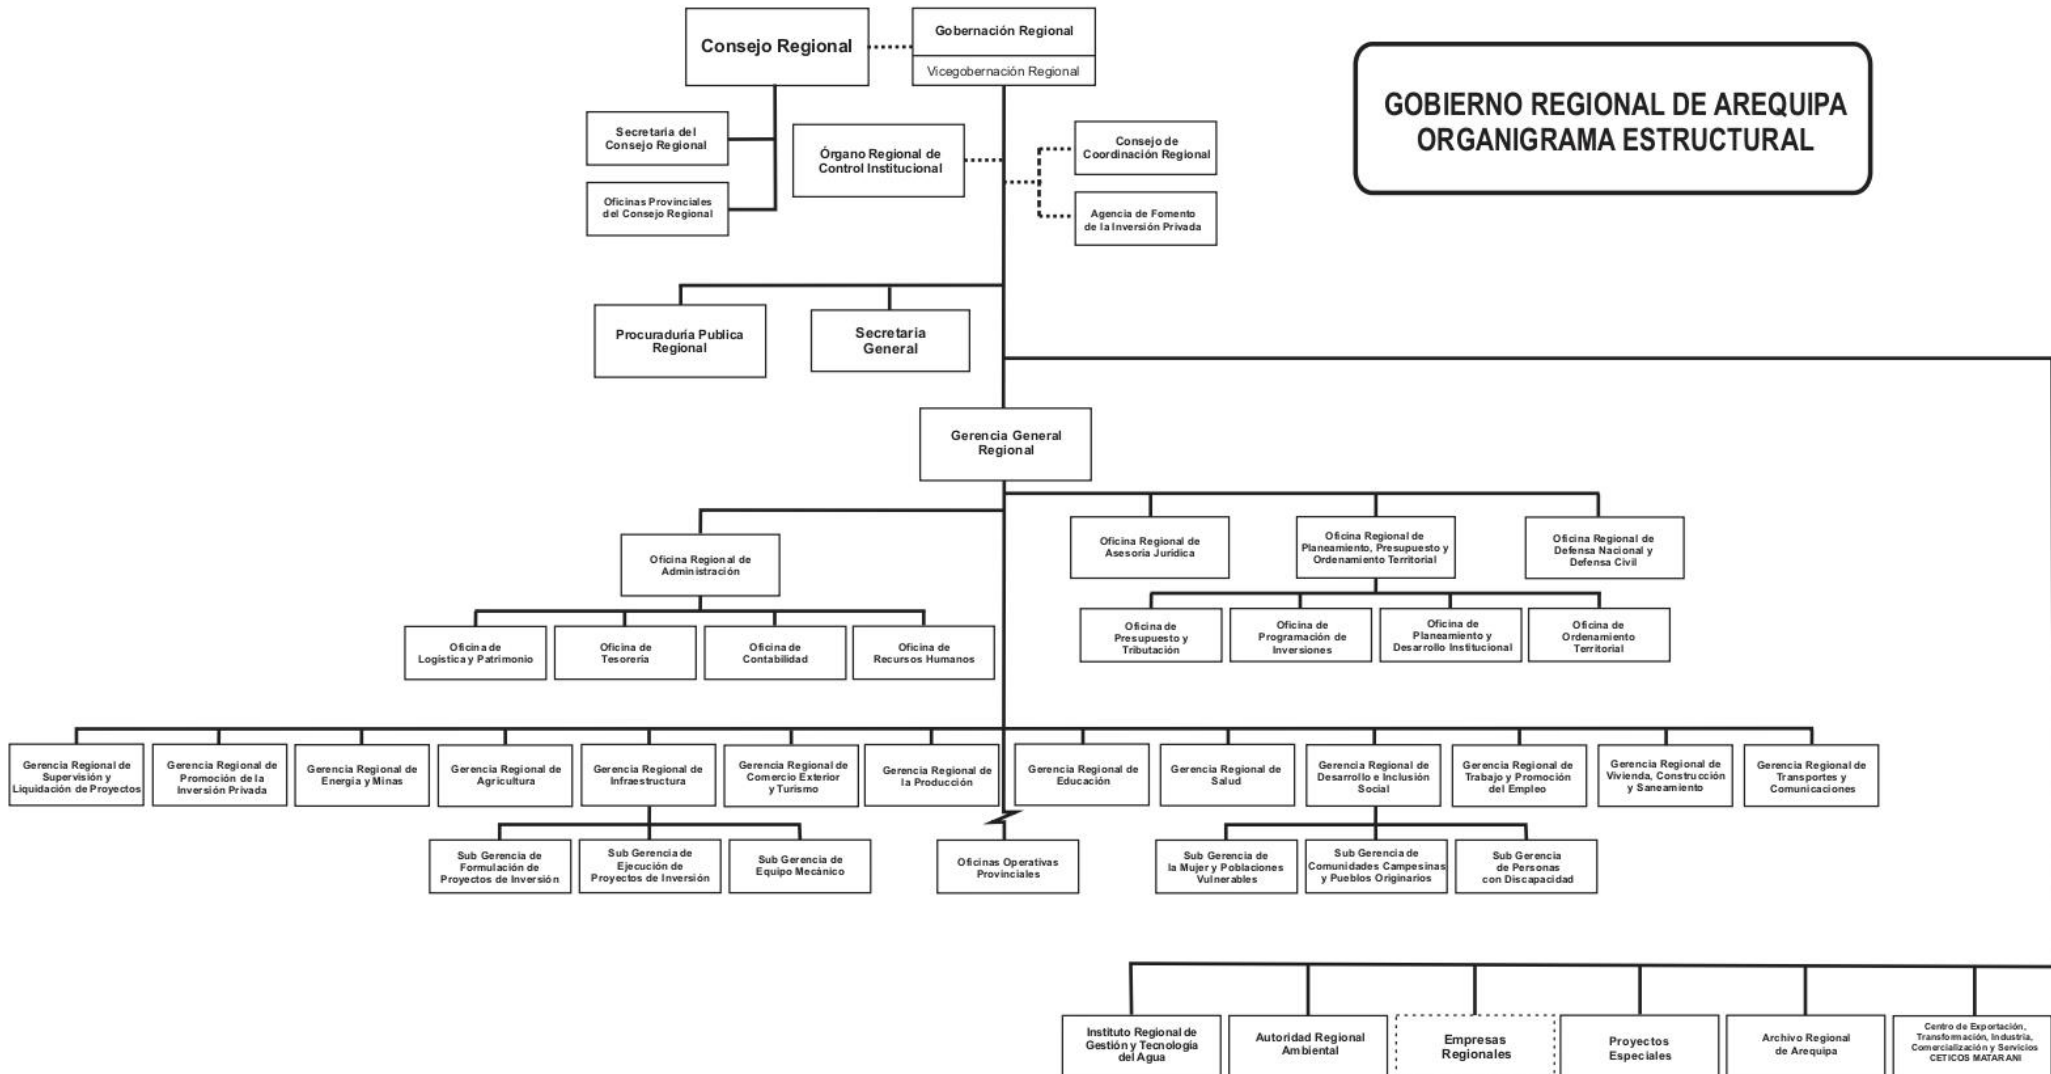 Consejo Regional
Gobernación Regional
Vicegobernación Regional
GOBIERNO REGIONAL DE AREQUIPA
ORGANIGRAMA ESTRUCTURAL
Secretaria del
Consejo Regional
Oficinas Provinciales
del Consejo Regional
Órgano Regional de
Control Institucional
Consejo de
Coordinación Regional
Agencia de Fomento
de la Inversión Privada
Procuraduría Publica
Regional
Secretaria
General
Gerencia General
Regional
Oficina Regional de
Administración
Oficina Regional de
Asesoría Jurídica
Oficina Regional de
Planeamiento, Presupuesto y
Ordenamiento Territorial
Oficina Regional de
Defensa Nacional y
Defensa Civil
Oficina de
Logística y Patrimonio
Oficina de
Tesorería
Oficina de
Contabilidad
Oficina de
Recursos Humanos
Oficina de
Presupuesto y
Tributación
Oficina de
Programación de
Inversiones
Oficina de
Planeamiento y
Desarrollo Institucional
Oficina de
Ordenamiento
Territorial
Gerencia Regional de
Supervisión y
Liquidación de Proyectos
Gerencia Regional de
Promoción de la
Inversión Privada
Gerencia Regional de
Energía y Minas
Gerencia Regional de
Agricultura
Gerencia Regional de
Infraestructura
Gerencia Regional de
Comercio Exterior
y Turismo
Gerencia Regional de
la Producción
Gerencia Regional de
Educación
Gerencia Regional de
Salud
Gerencia Regional de
Desarrollo e Inclusión
Social
Gerencia Regional de
Trabajo y Promoción
del Empleo
Gerencia Regional de
Vivienda, Construcción
y Saneamiento
Gerencia Regional de
Transportes y
Comunicaciones
Sub Gerencia de
Formulación de
Proyectos de Inversión
Sub Gerencia de
Ejecución de
Proyectos de Inversión
Sub Gerencia de
Equipo Mecánico
Oficinas Operativas
Provinciales
Sub Gerencia de
la Mujer y Poblaciones
Vulnerables
Sub Gerencia de
Comunidades Campesinas
y Pueblos Originarios
Sub Gerencia
de Personas
con Discapacidad
Instituto Regional de
Gestión y Tecnología
del Agua
Autoridad Regional
Ambiental
Empresas
Regionales
Proyectos
Especiales
Archivo Regional
de Arequipa
Centro de Exportación,
Transformación, Industria,
Comercialización y Servicios
CETICOS MATARANI